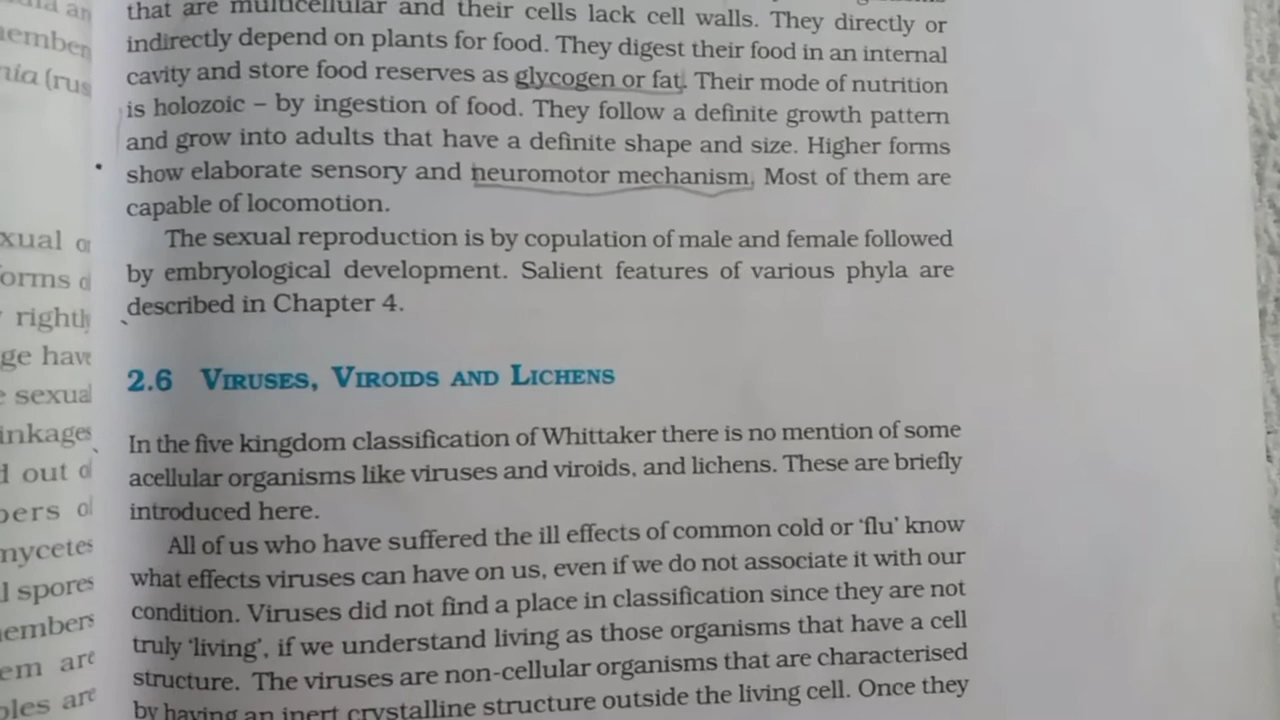 that are multicellular and their cells lack cell walls. They directly or
indirectly depend on plants for food. They digest their food in an internal
cavity and store food reserves as glycogen or fat. Their mode of nutrition
is holozoic – by ingestion of food. They follow a definite growth pattern
and grow into adults that have a definite shape and size. Higher forms
show elaborate sensory and neuromotor mechanism. Most of them are
capable of locomotion.
The sexual reproduction is by copulation of male and female followed
by embryological development. Salient features of various phyla are
described in Chapter 4.
2.6 Viruses, Viroids and Lichens
In the five kingdom classification of Whittaker there is no mention of some
acellular organisms like viruses and viroids, and lichens. These are briefly
introduced here.
All of us who have suffered the ill effects of common cold or ‘flu’ know
what effects viruses can have on us, even if we do not associate it with our
condition. Viruses did not find a place in classification since they are not
truly ‘living’, if we understand living as those organisms that have a cell
structure. The viruses are non-cellular organisms that are characterised
by having an inert crystalline structure outside the living cell. Once they